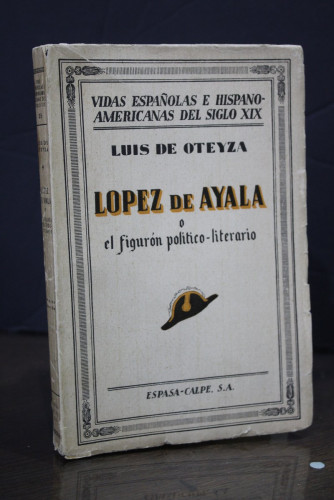 VIDAS ESPAÑOLAS E HISPANO-
AMERICANAS DEL SIGLO XIX
LUIS DE OTEYZA
LOPEZ DE AYALA
o
el figurón político-literario
ESPASA-CALPE, S.A.